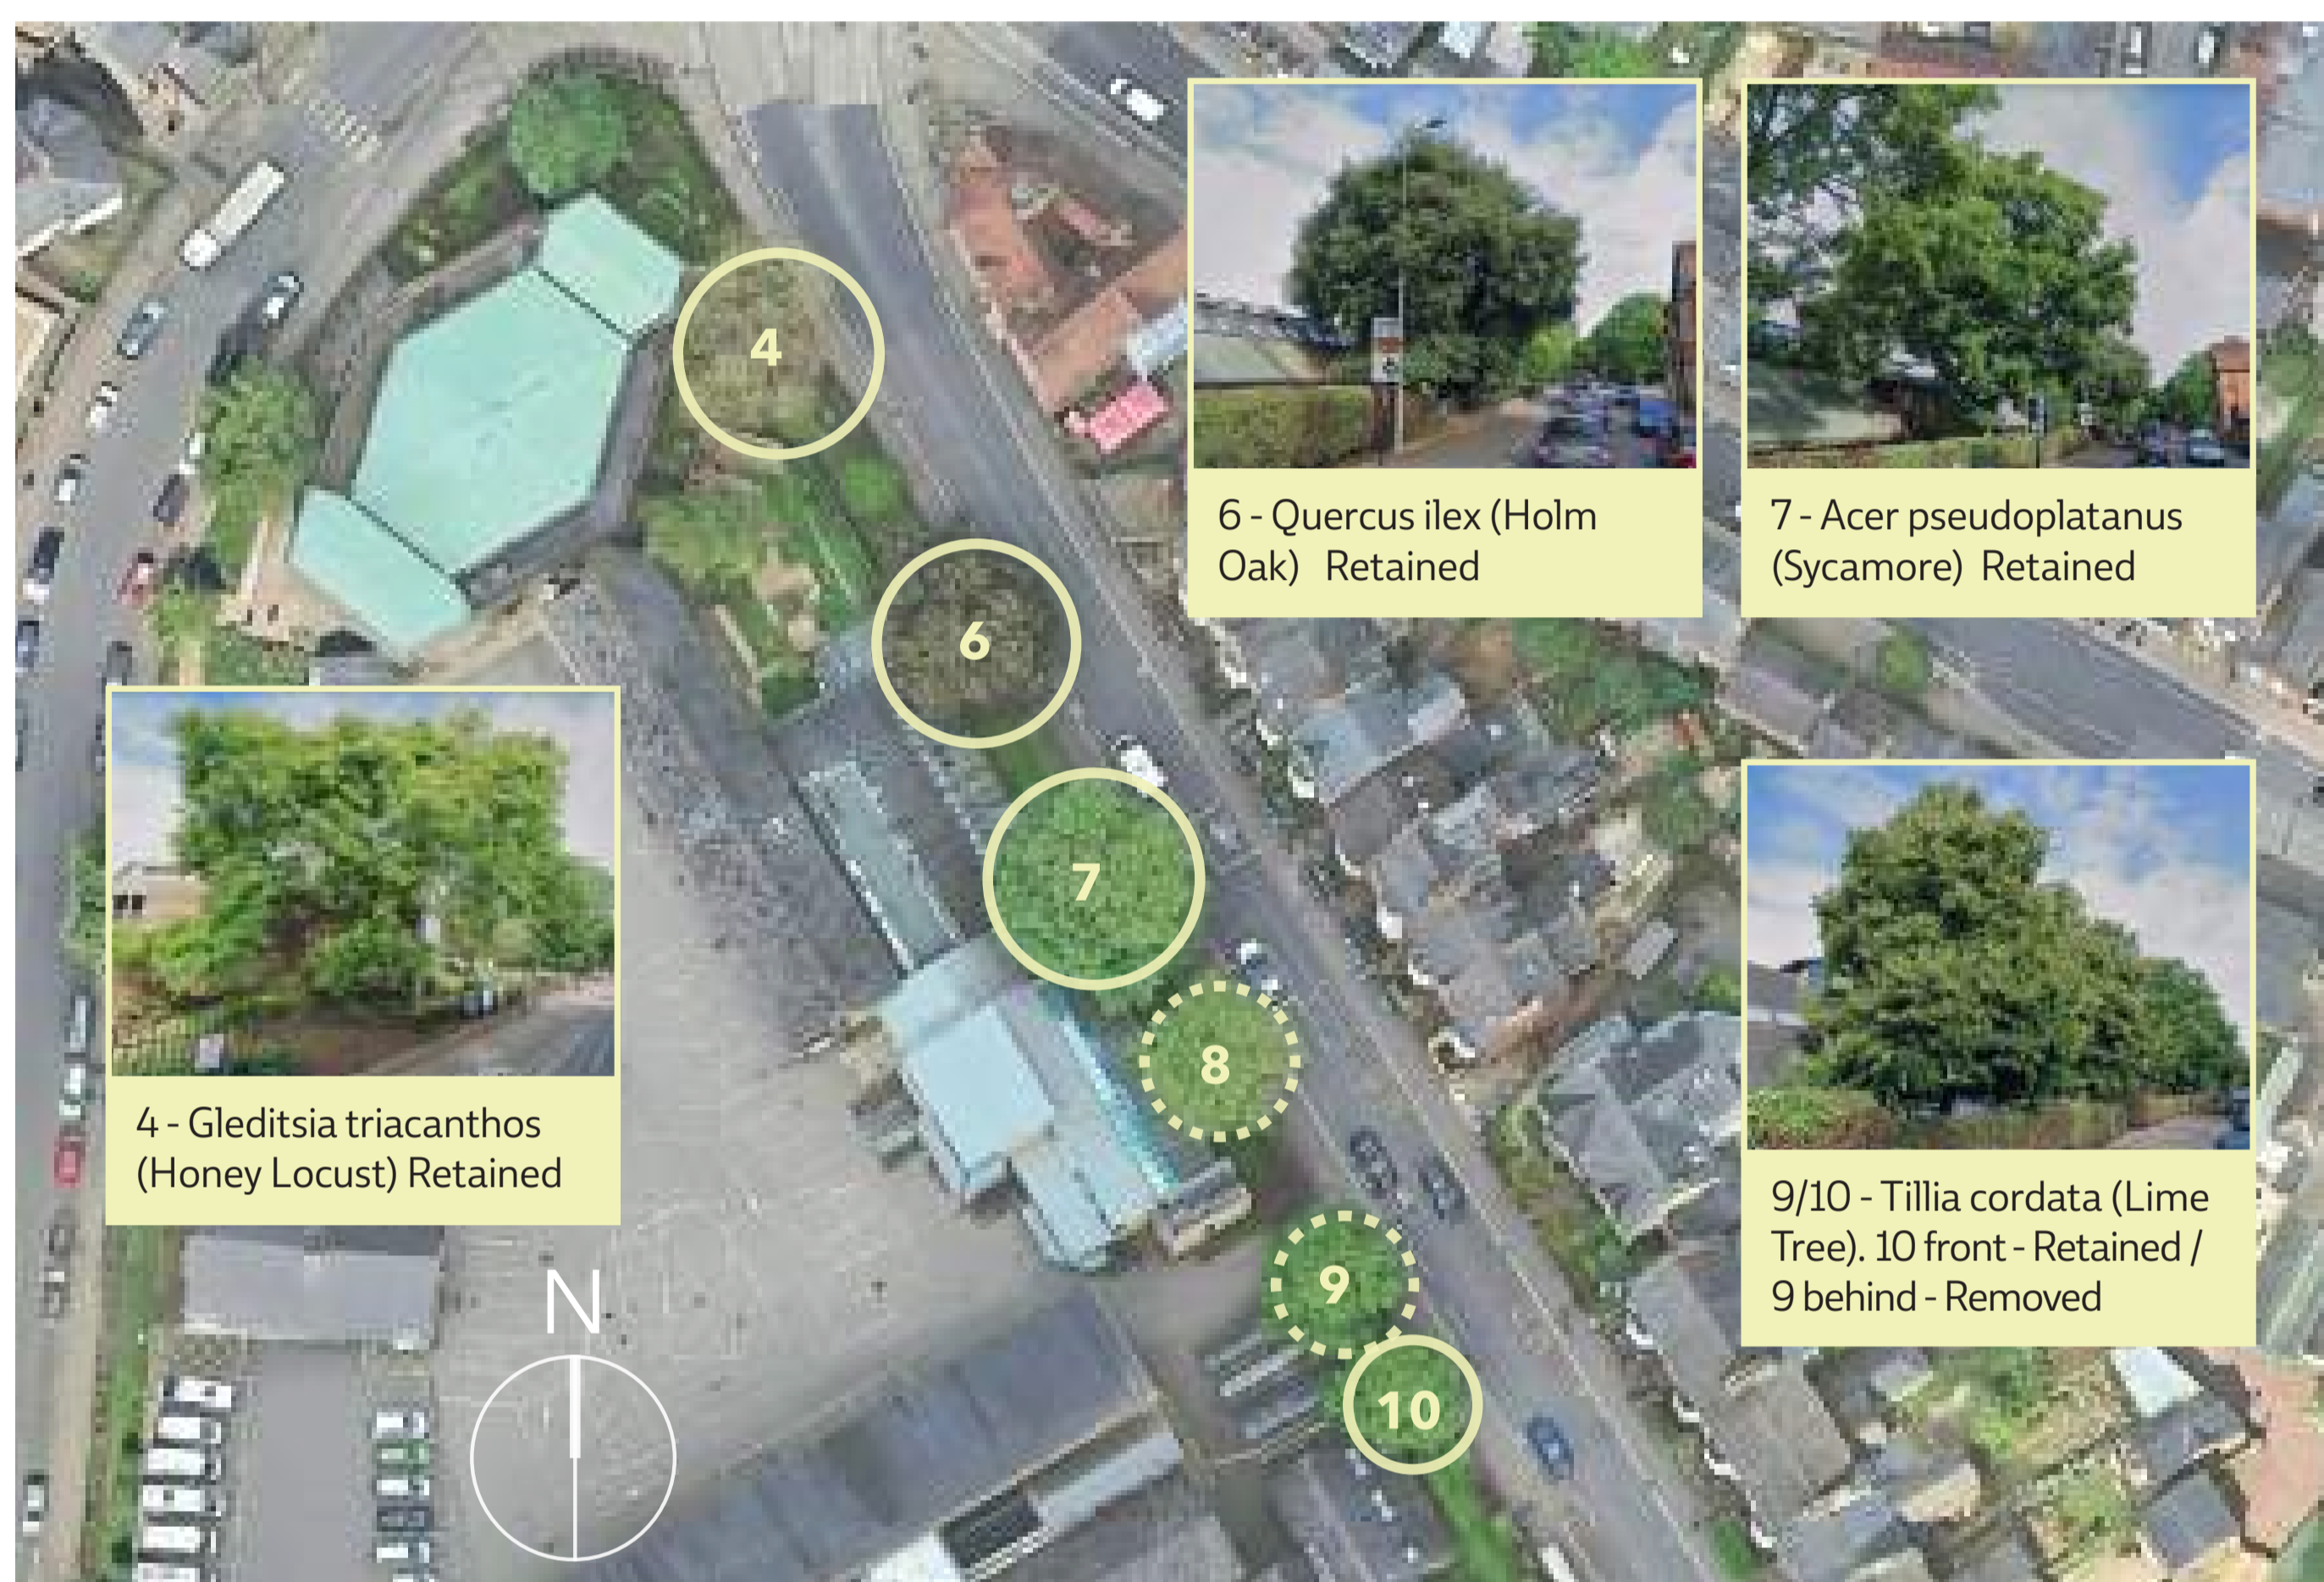 4
6
7
8
9
10
N
6 - Quercus ilex (Holm
Oak) Retained
7 - Acer pseudoplatanus
(Sycamore) Retained
4 - Gleditsia triacanthos
(Honey Locust) Retained
9/10 - Tillia cordata (Lime
Tree). 10 front - Retained /
9 behind - Removed